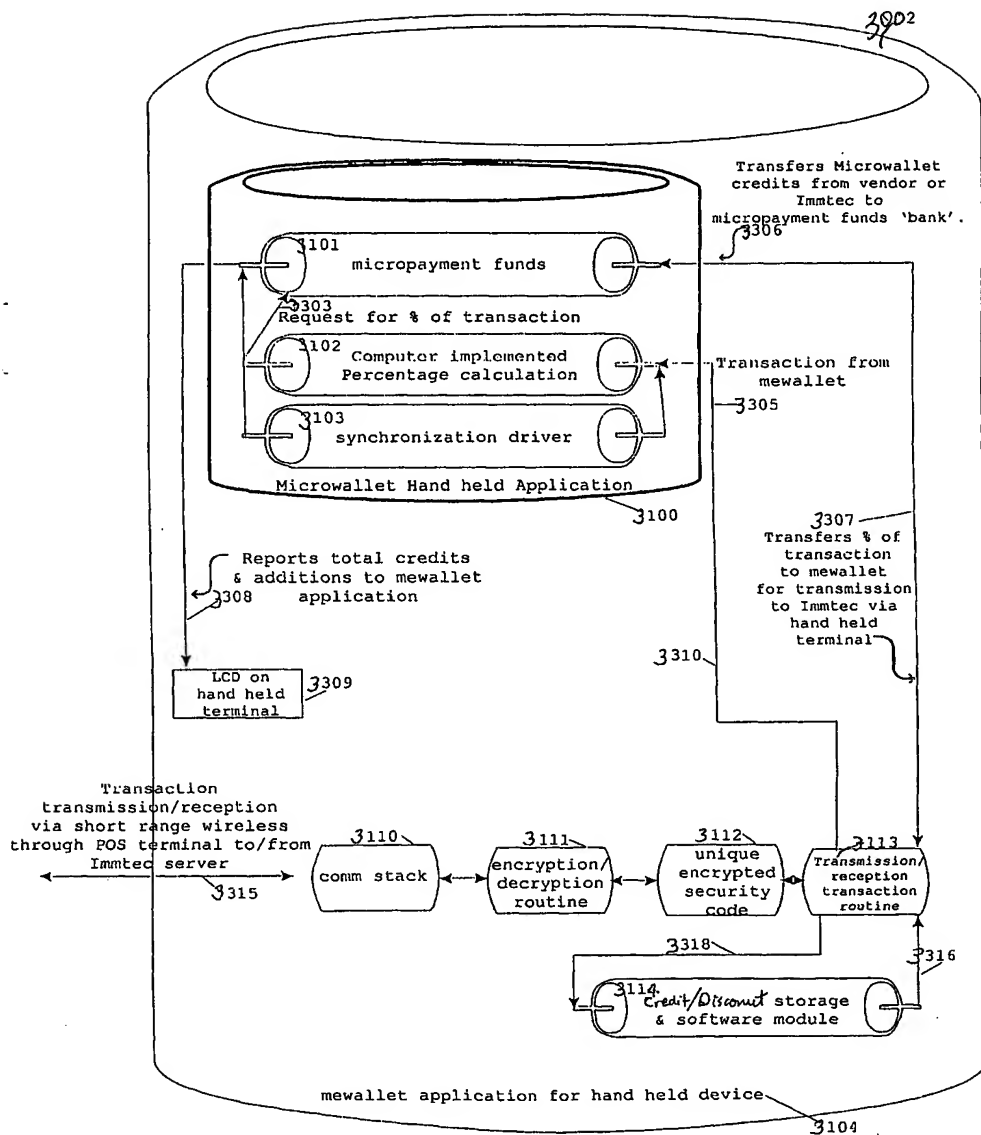 3902
Transfers Microwallet
credits from vendor or
Immtec to
micropayment funds 'bank'.
3306
3101
micropayment funds
3303
Request for % of transaction
3102
Computer implemented
Percentage calculation
Transaction from
mewallet
3305
3103
synchronization driver
Microwallet Hand held Application
3100
3307
Transfers % of
transaction
to mewallet
for transmission
to Immtec via
hand held
terminal
Reports total credits
& additions to mewallet
application
3308
3310
LCD on
hand held
terminal
3309
Transaction
transmission/reception
via short range wireless
through POS terminal to/from
Immtec server
3315
3110
comm stack
3111
encryption/
decryption
routine
3112
unique
encrypted
security
code
3113
Transmission/
reception
transaction
routine
3318
3316
3114.
Credit/Disconut storage
& software module
mewallet application for hand held device
3104